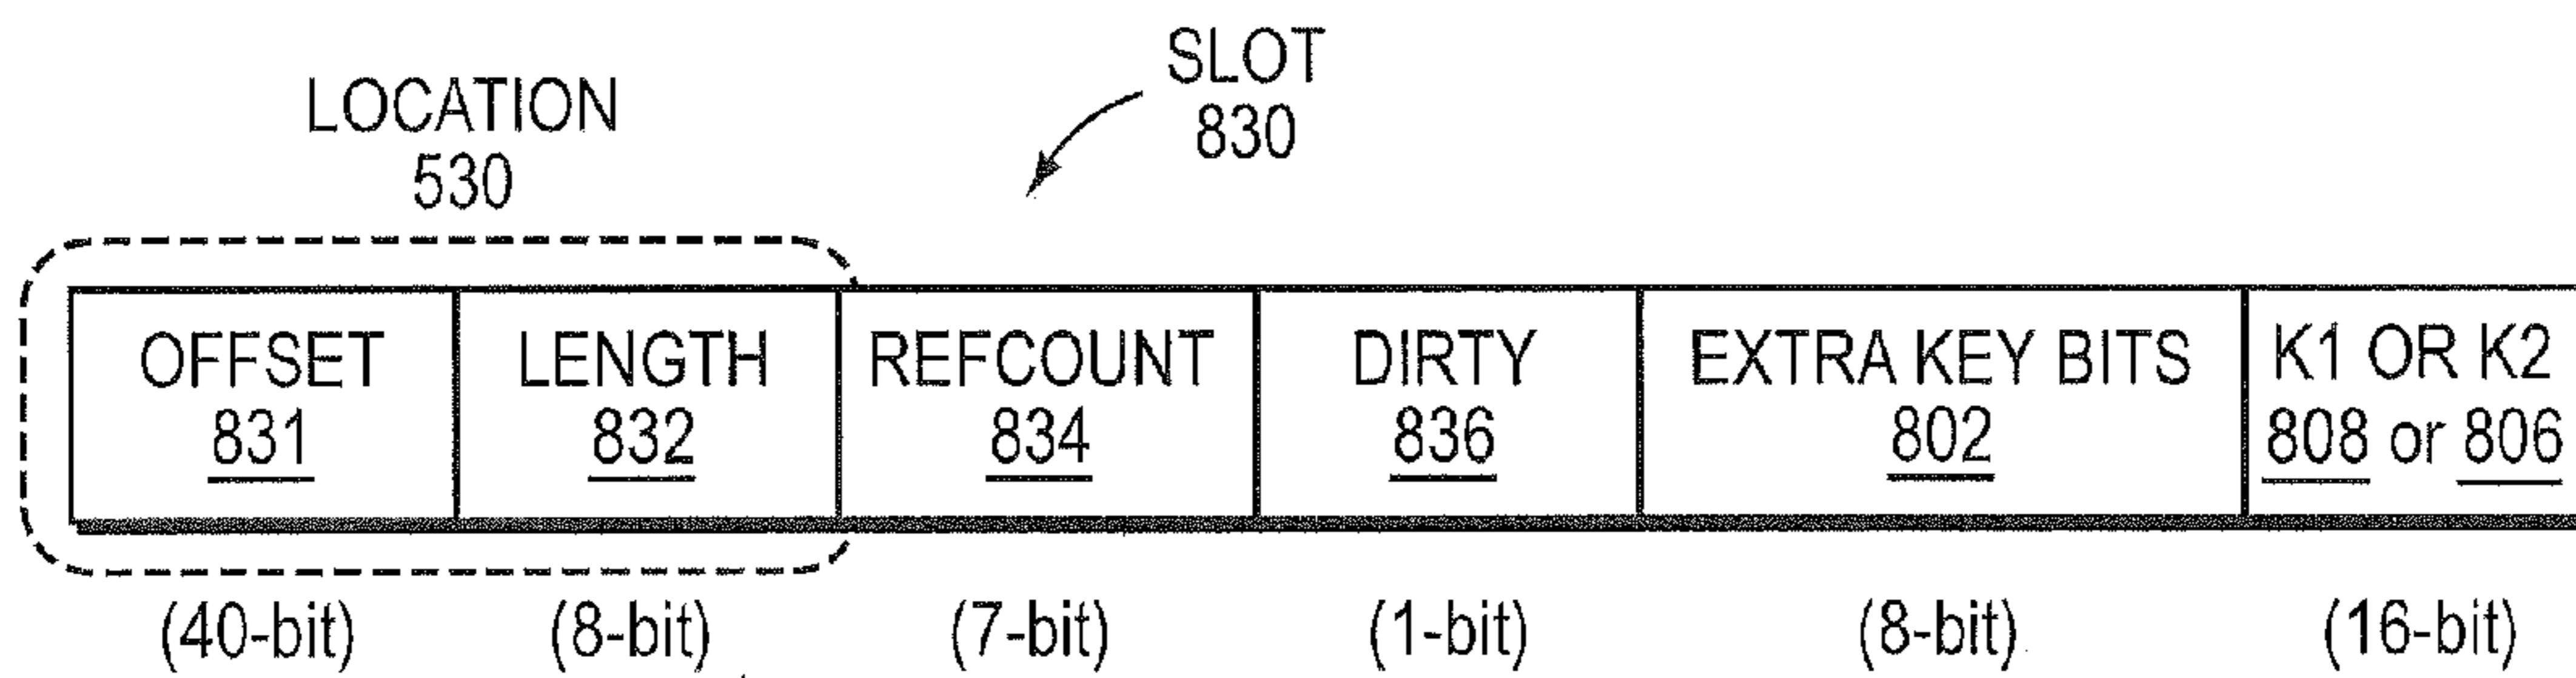 SLOT
830
LOCATION
530
OFFSET
831
LENGTH
832
REFCOUNT
834
DIRTY
836
EXTRA KEY BITS
802
K1 OR K2
808 or 806
(40-bit)
(8-bit)
(7-bit)
(1-bit)
(8-bit)
(16-bit)